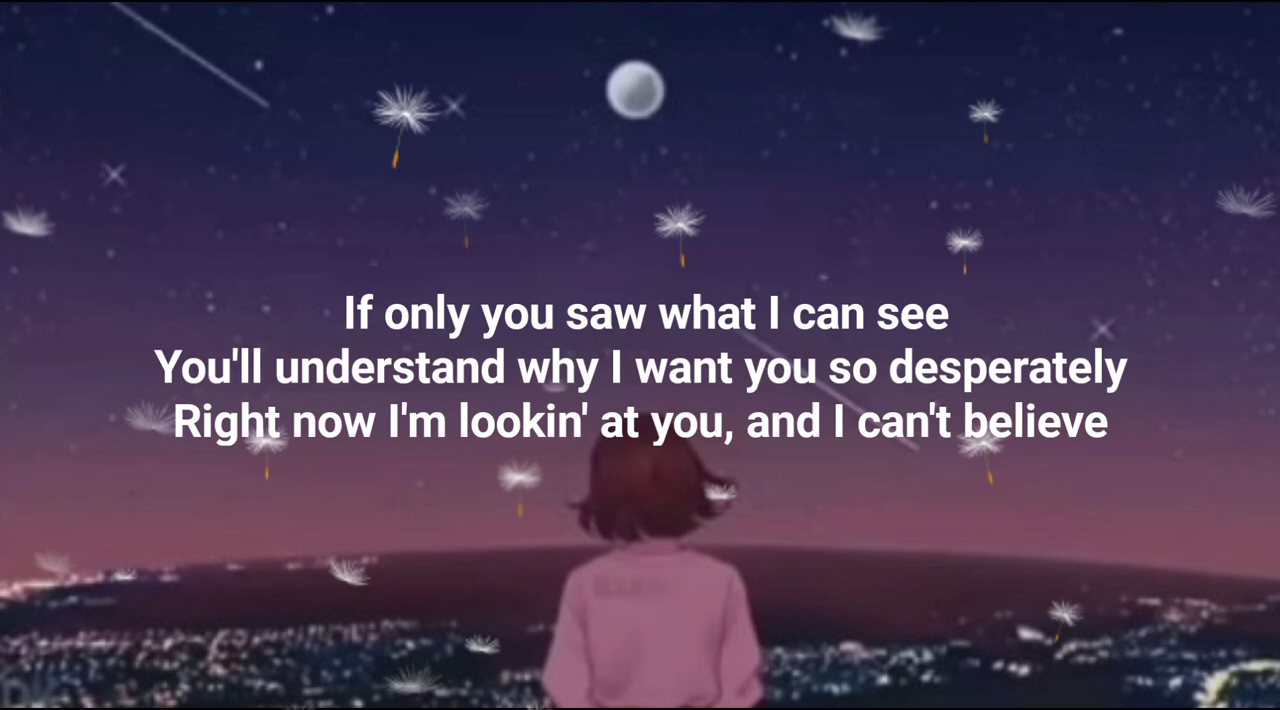 If only you saw what I can see
You'll understand why I want you so desperately
Right now I'm lookin' at you, and I can't believe